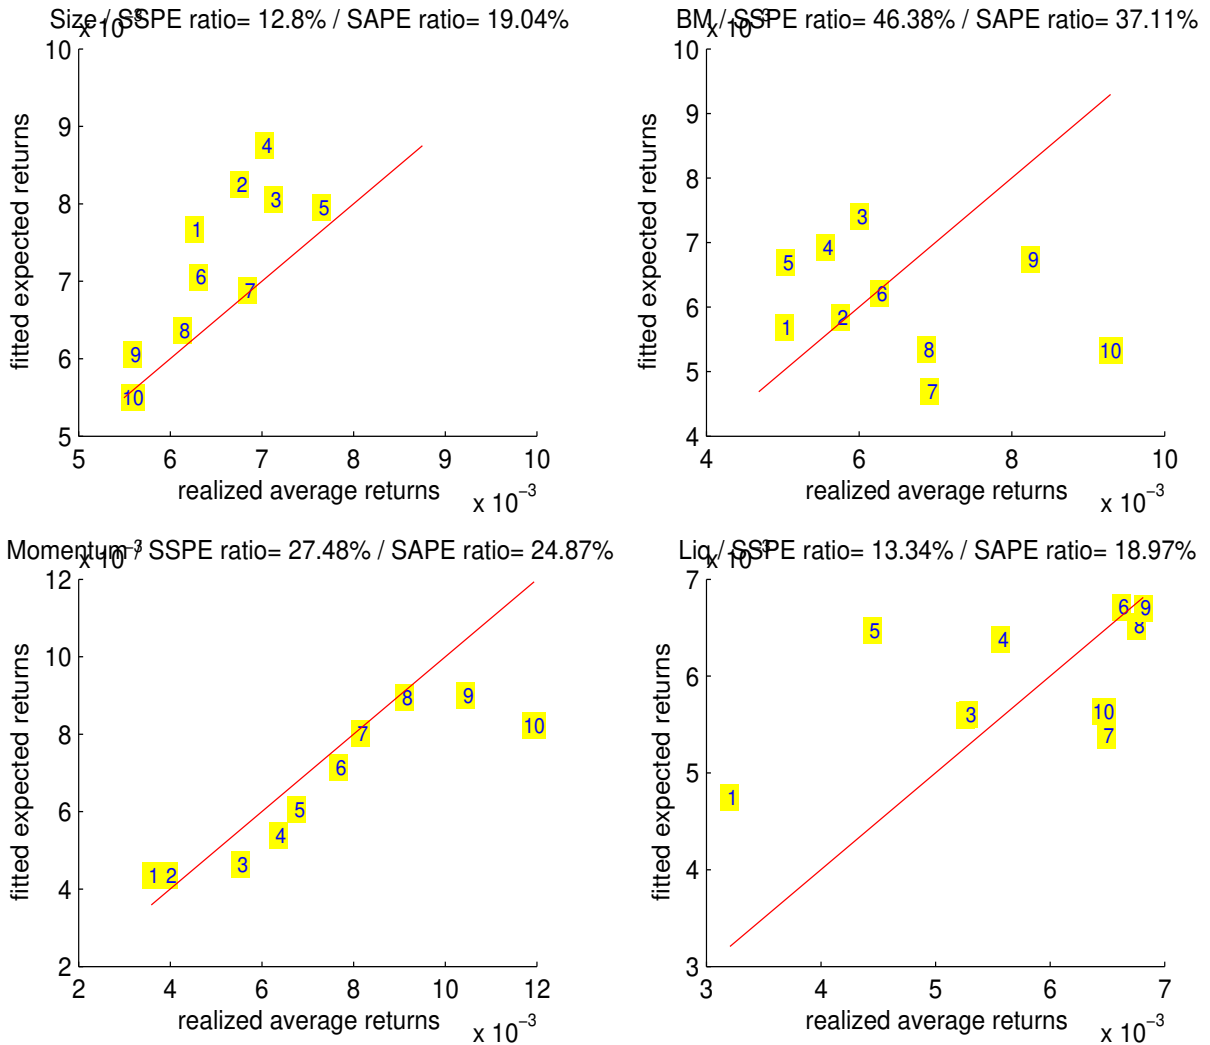 Size / SSPE ratio= 12.8% / SAPE ratio= 19.04%
x 10⁻³
10
9
8
7
6
5
fitted expected returns
4
2
3
5
1
6
7
8
9
10
5 6 7 8 9 10
realized average returns
x 10⁻³
BM / SSPE ratio= 46.38% / SAPE ratio= 37.11%
x 10⁻³
10
9
8
7
6
5
4
fitted expected returns
3
4
5
9
6
2
1
8
10
7
4 6 8 10
realized average returns
x 10⁻³
Momentum / SSPE ratio= 27.48% / SAPE ratio= 24.87%
x 10⁻³
12
10
8
6
4
2
fitted expected returns
8
9
10
7
6
5
4
3
1 2
2 4 6 8 10 12
realized average returns
x 10⁻³
Liq / SSPE ratio= 13.34% / SAPE ratio= 18.97%
x 10⁻³
7
6
5
4
3
fitted expected returns
6 9
8
5
4
3
10
7
1
3 4 5 6 7
realized average returns
x 10⁻³